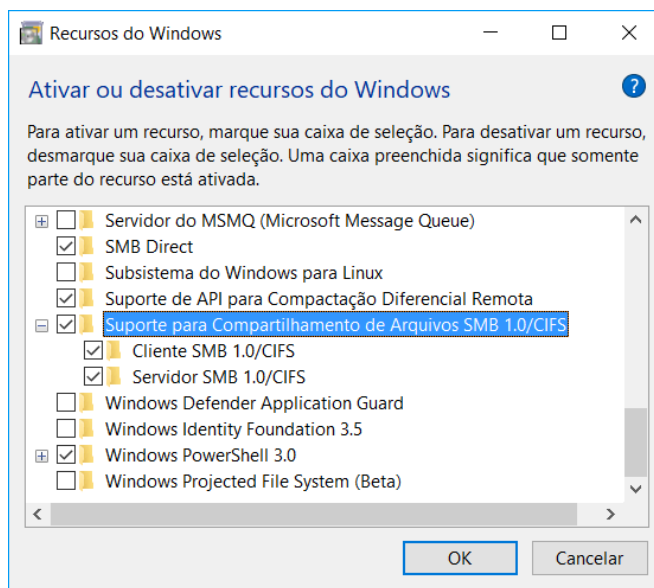 Recursos do Windows
Ativar ou desativar recursos do Windows
?
Para ativar um recurso, marque sua caixa de seleção. Para desativar um recurso,
desmarque sua caixa de seleção. Uma caixa preenchida significa que somente
parte do recurso está ativada.
Servidor do MSMQ (Microsoft Message Queue)
SMB Direct
Subsistema do Windows para Linux
Suporte de API para Compactação Diferencial Remota
Suporte para Compartilhamento de Arquivos SMB 1.0/CIFS
Cliente SMB 1.0/CIFS
Servidor SMB 1.0/CIFS
Windows Defender Application Guard
Windows Identity Foundation 3.5
Windows PowerShell 3.0
Windows Projected File System (Beta)
OK Cancelar